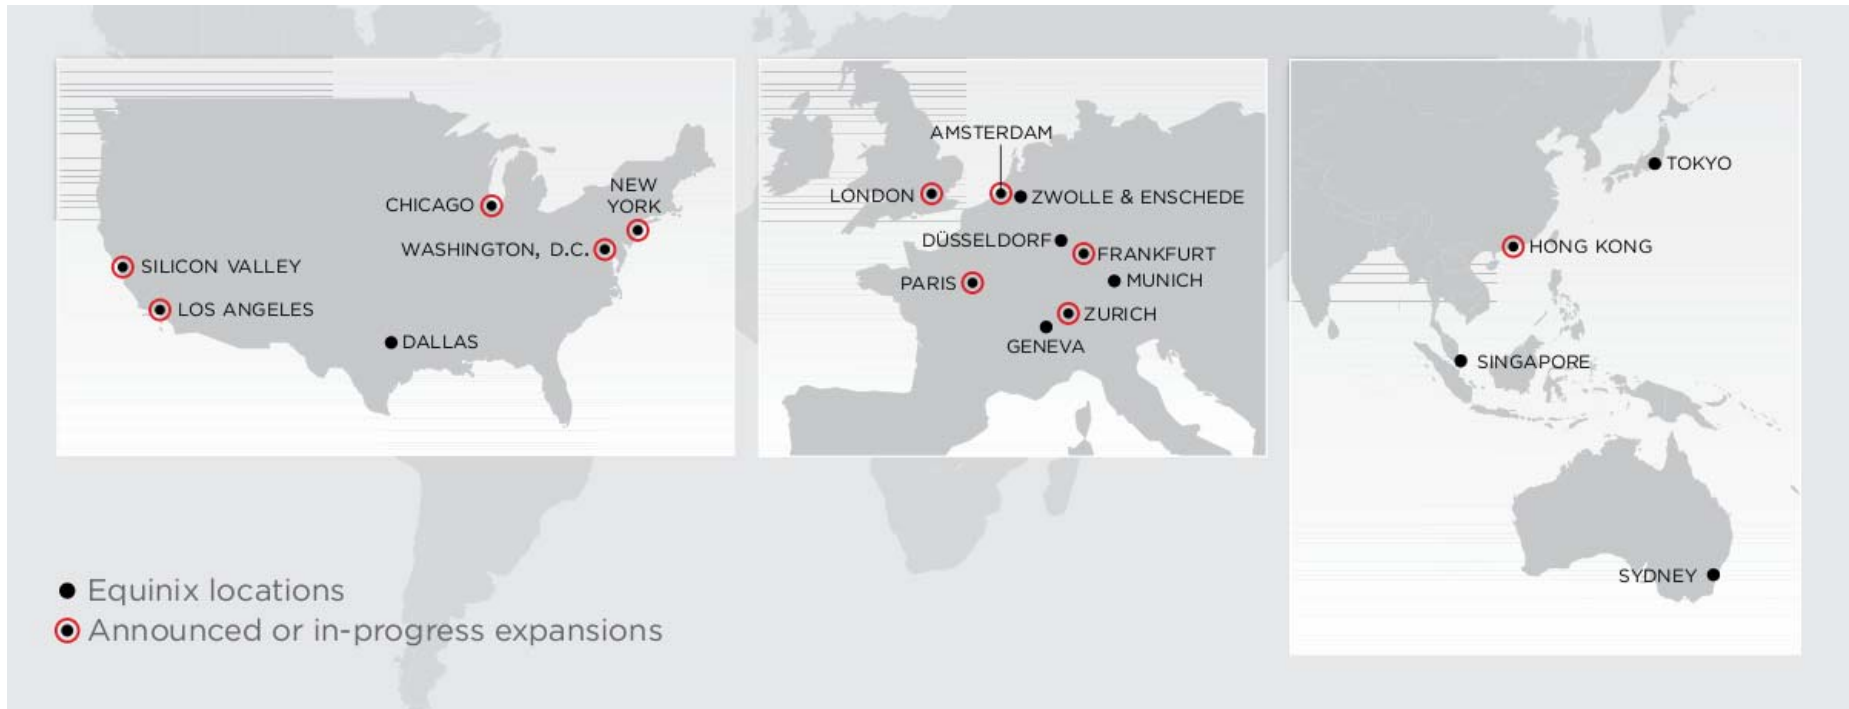 CHICAGO
NEW
YORK
WASHINGTON, D.C.
SILICON VALLEY
LOS ANGELES
DALLAS
AMSTERDAM
LONDON
ZWOLLE & ENSCHEDE
DÜSSELDORF
FRANKFURT
PARIS
MUNICH
ZURICH
GENEVA
TOKYO
HONG KONG
SINGAPORE
SYDNEY
Equinix locations
Announced or in-progress expansions